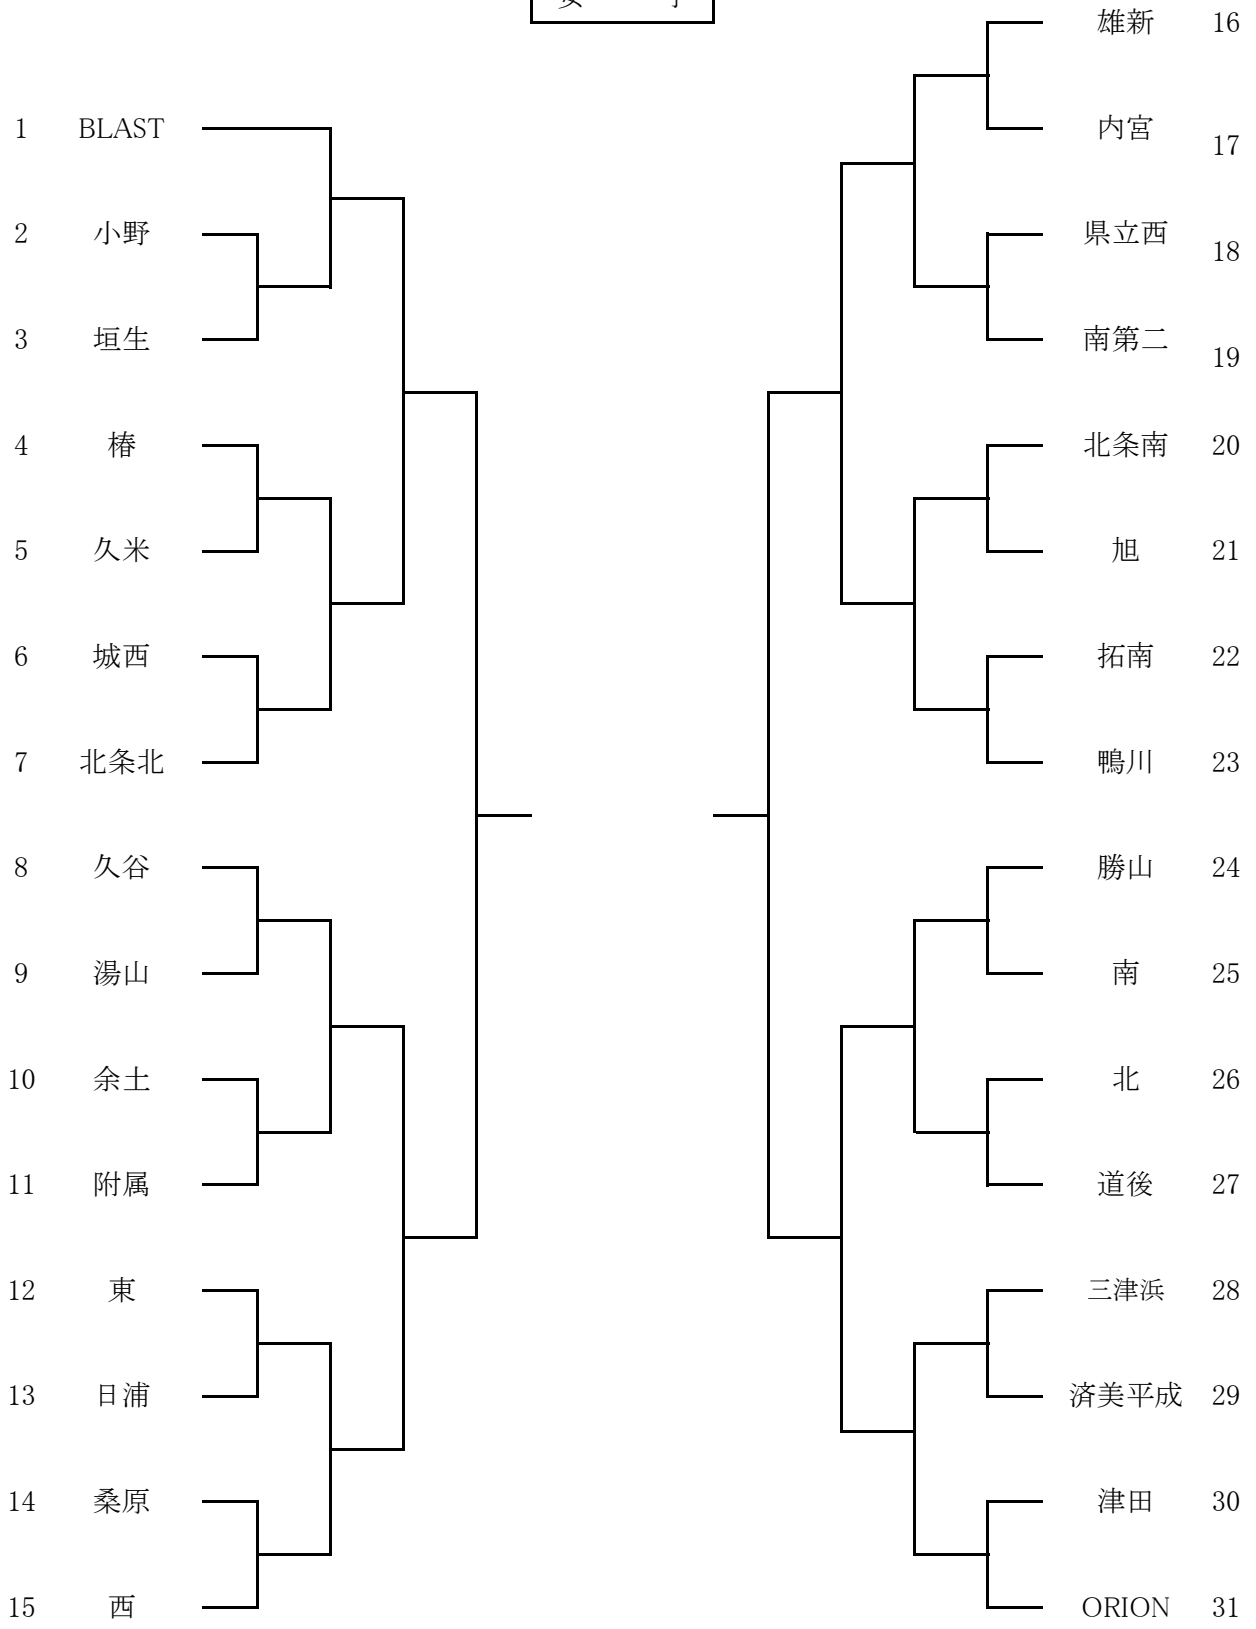 1 BLAST
2 小野
3 垣生
4 椿
5 久米
6 城西
7 北条北
8 久谷
9 湯山
10 余土
11 附属
12 東
13 日浦
14 桑原
15 西
雄新 16
内宮 17
県立西 18
南第二 19
北条南 20
旭 21
拓南 22
鴨川 23
勝山 24
南 25
北 26
道後 27
三津浜 28
済美平成 29
津田 30
ORION 31